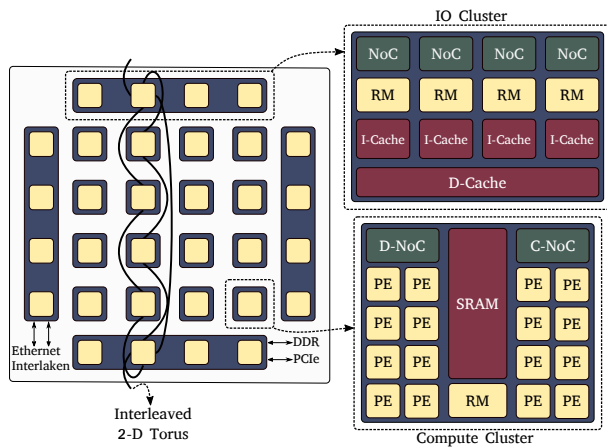 IO Cluster
NoC NoC NoC NoC
RM RM RM RM
I-Cache I-Cache I-Cache I-Cache
D-Cache
D-NoC C-NoC
SRAM
PE PE PE PE
PE PE PE PE
PE PE PE PE
PE PE RM PE PE
Compute Cluster
Ethernet
Interlaken
DDR
PCIe
Interleaved
2-D Torus